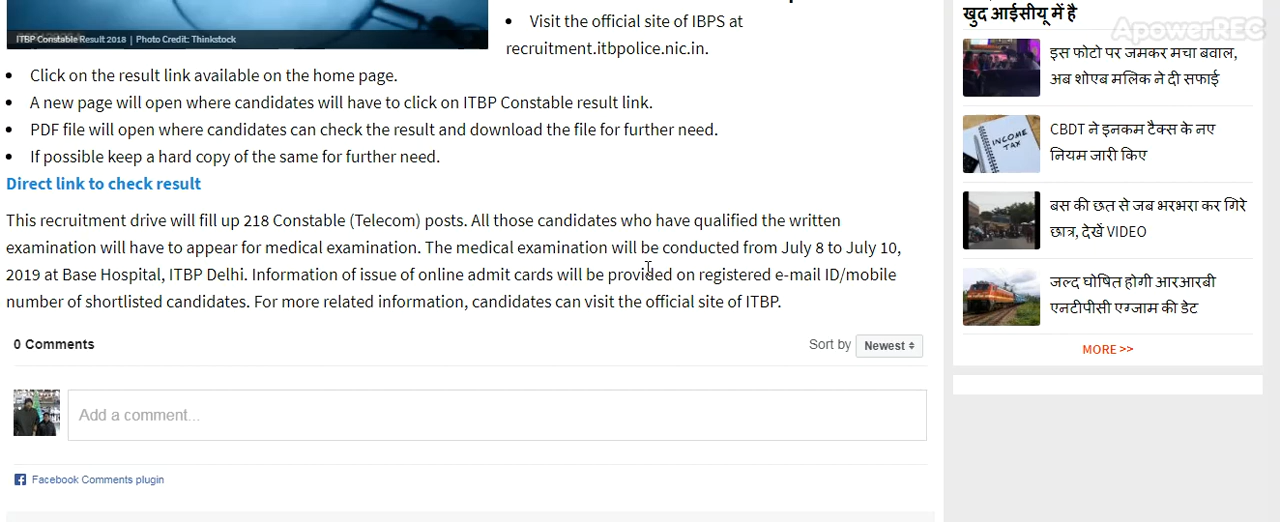 ITBP Constable Result 2018 | Photo Credit: Thinkstock
• Visit the official site of IBPS at
recruitment.itbpolice.nic.in.
• Click on the result link available on the home page.
• A new page will open where candidates will have to click on ITBP Constable result link.
• PDF file will open where candidates can check the result and download the file for further need.
• If possible keep a hard copy of the same for further need.
Direct link to check result
This recruitment drive will fill up 218 Constable (Telecom) posts. All those candidates who have qualified the written
examination will have to appear for medical examination. The medical examination will be conducted from July 8 to July 10,
2019 at Base Hospital, ITBP Delhi. Information of issue of online admit cards will be provided on registered e-mail ID/mobile
number of shortlisted candidates. For more related information, candidates can visit the official site of ITBP.
0 Comments
Sort by Newest
Add a comment...
Facebook Comments plugin
खुद आईसीयू में है
ApowerREC
इस फोटो पर जमकर मचा बवाल,
अब शोएब मलिक ने दी सफाई
CBDT ने इनकम टैक्स के नए
नियम जारी किए
INCOME
TAX
बस की छत से जब भरभरा कर गिरे
छात्र, देखें VIDEO
जल्द घोषित होगी आरआरबी
एनटीपीसी एग्जाम की डेट
MORE >>